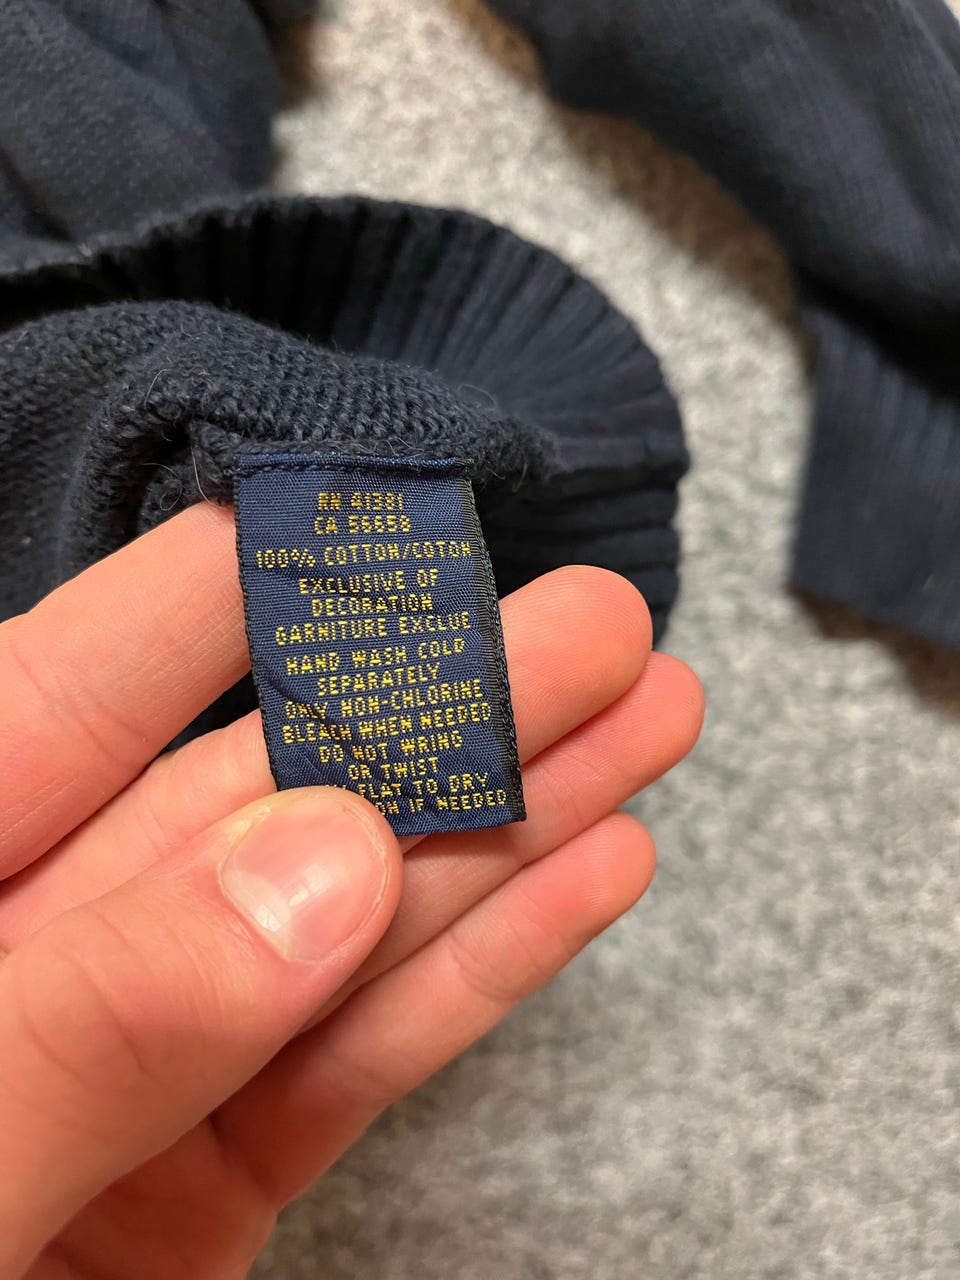 RN 41381
CA E6658
100% COTTON/COTON
EXCLUSIVE OF
DECORATION
GARNITURE EXCLUE
HAND WASH COLD
SEPARATELY
ONLY NON-CHLORINE
BLEACH WHEN NEEDED
DO NOT WRING
OR TWIST
FLAT TO DRY
IF NEEDED